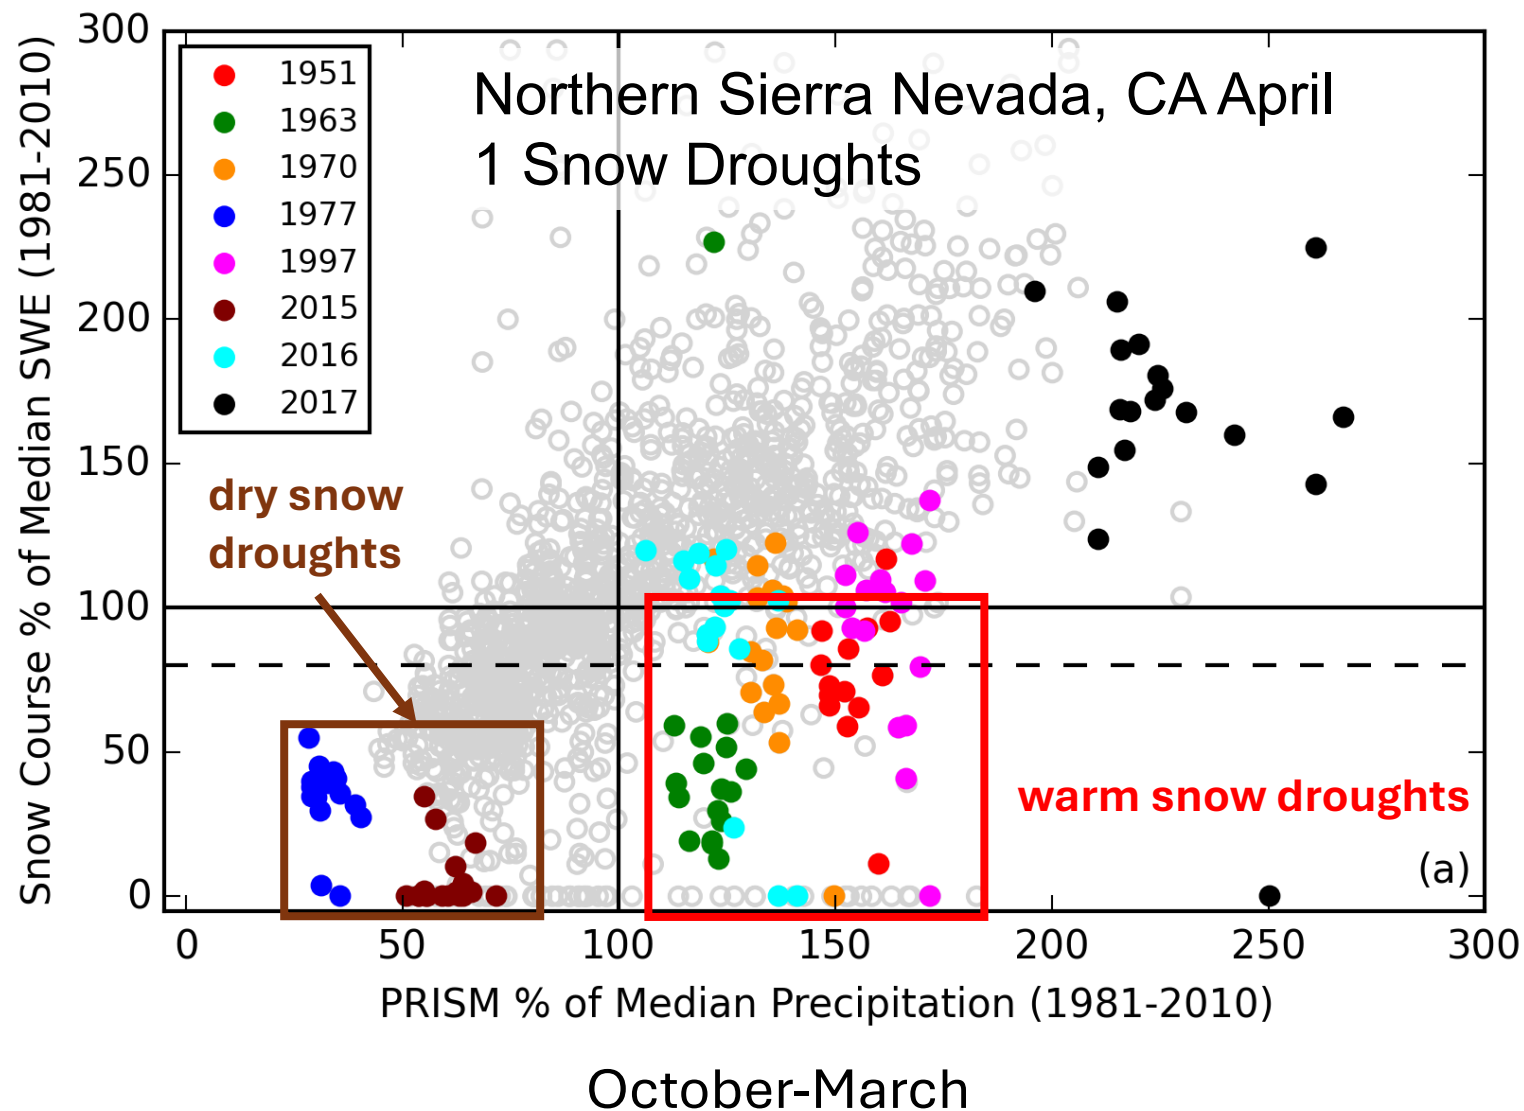 Northern Sierra Nevada, CA April
1 Snow Droughts
Snow Course % of Median SWE (1981-2010)
300
250
200
150
100
50
0
1951
1963
1970
1977
1997
2015
2016
2017
dry snow
droughts
warm snow droughts
(a)
0 50 100 150 200 250 300
PRISM % of Median Precipitation (1981-2010)
October-March